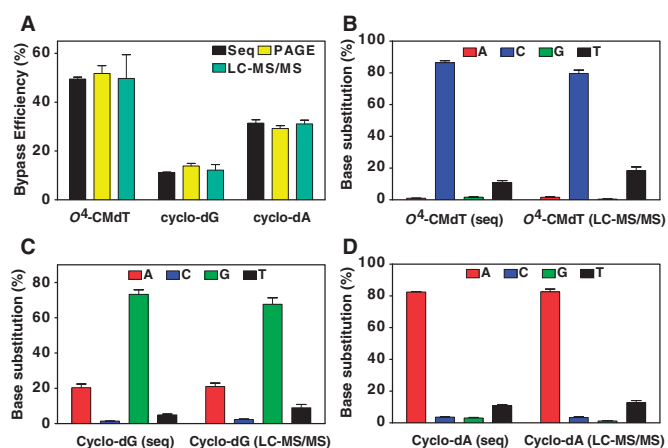 A
Bypass Efficiency (%)
60
40
20
0
Seq PAGE
LC-MS/MS
O⁴-CMdT cyclo-dG cyclo-dA
B
Base substitution (%)
100
80
60
40
20
0
A C G T
O⁴-CMdT (seq) O⁴-CMdT (LC-MS/MS)
C
Base substitution (%)
100
80
60
40
20
0
A C G T
Cyclo-dG (seq) Cyclo-dG (LC-MS/MS)
D
Base substitution (%)
100
80
60
40
20
0
A C G T
Cyclo-dA (seq) Cyclo-dA (LC-MS/MS)